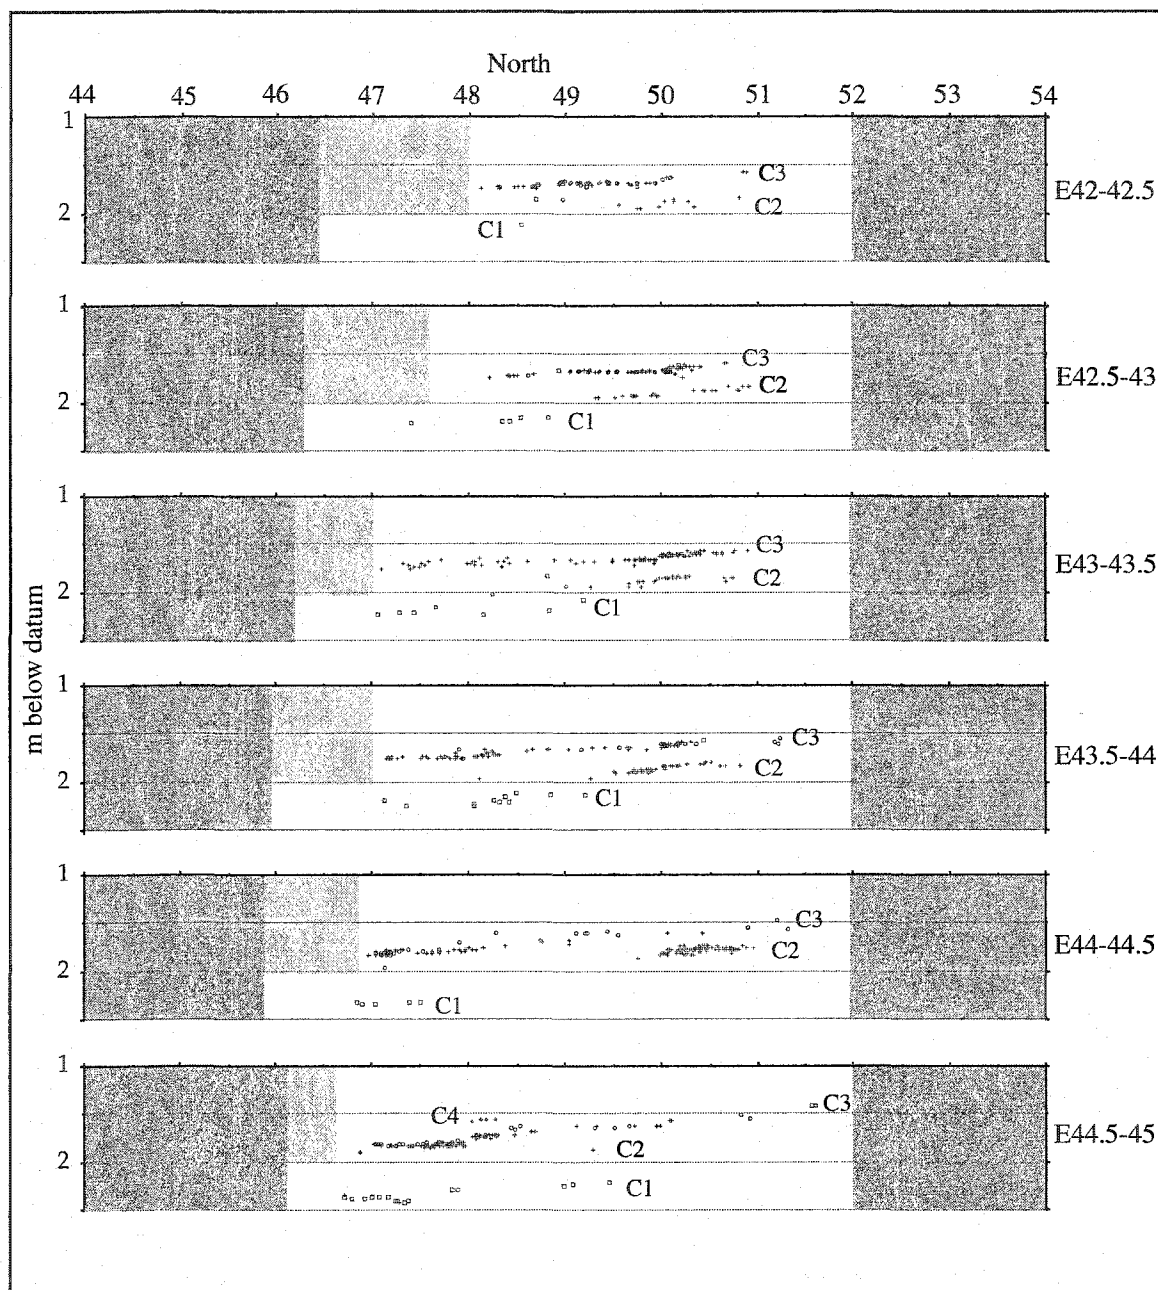 North
44 45 46 47 48 49 50 51 52 53 54
1
C3
E42-42.5
C2
2
C1
1
C3
E42.5-43
C2
2
C1
1
C3
E43-43.5
C2
2
C1
m below datum
1
C3
E43.5-44
C2
2
C1
1
C3
E44-44.5
C2
2
C1
1
C3
C4
E44.5-45
C2
2
C1